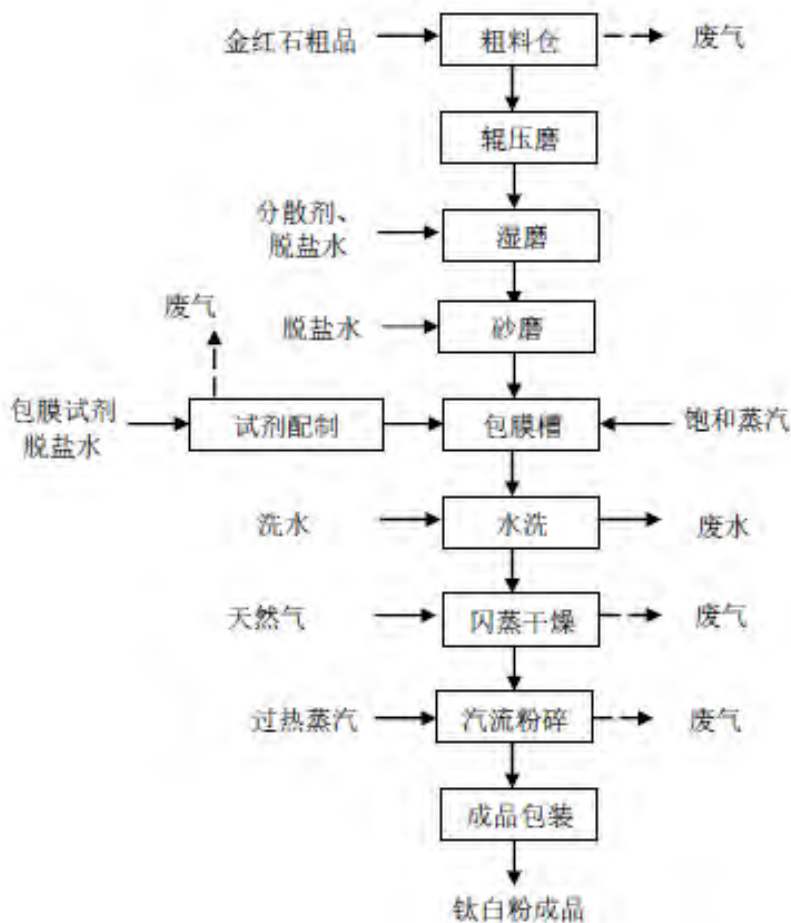 金红石粗品
粗料仓
废气
辊压磨
分散剂、
脱盐水
湿磨
废气
脱盐水
砂磨
包膜试剂
脱盐水
试剂配制
包膜槽
饱和蒸汽
洗水
水洗
废水
天然气
闪蒸干燥
废气
过热蒸汽
汽流粉碎
废气
成品包装
钛白粉成品